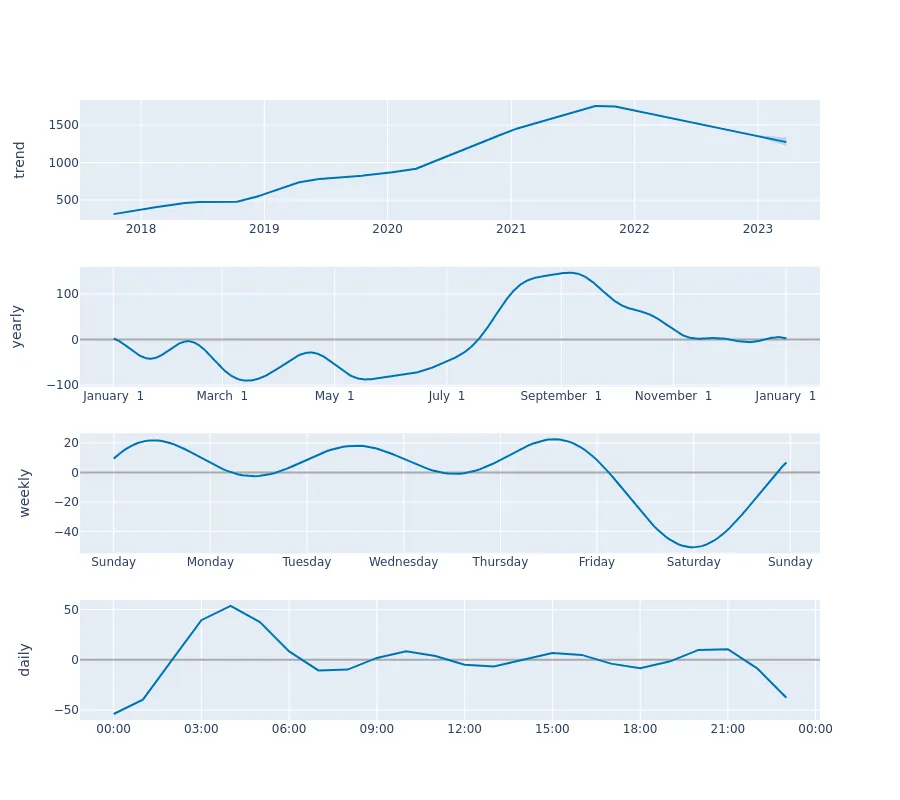 trend
1500
1000
500
2018 2019 2020 2021 2022 2023
yearly
100
0
−100
January 1 March 1 May 1 July 1 September 1 November 1 January 1
weekly
20
0
−20
−40
Sunday Monday Tuesday Wednesday Thursday Friday Saturday Sunday
daily
50
0
−50
00:00 03:00 06:00 09:00 12:00 15:00 18:00 21:00 00:00